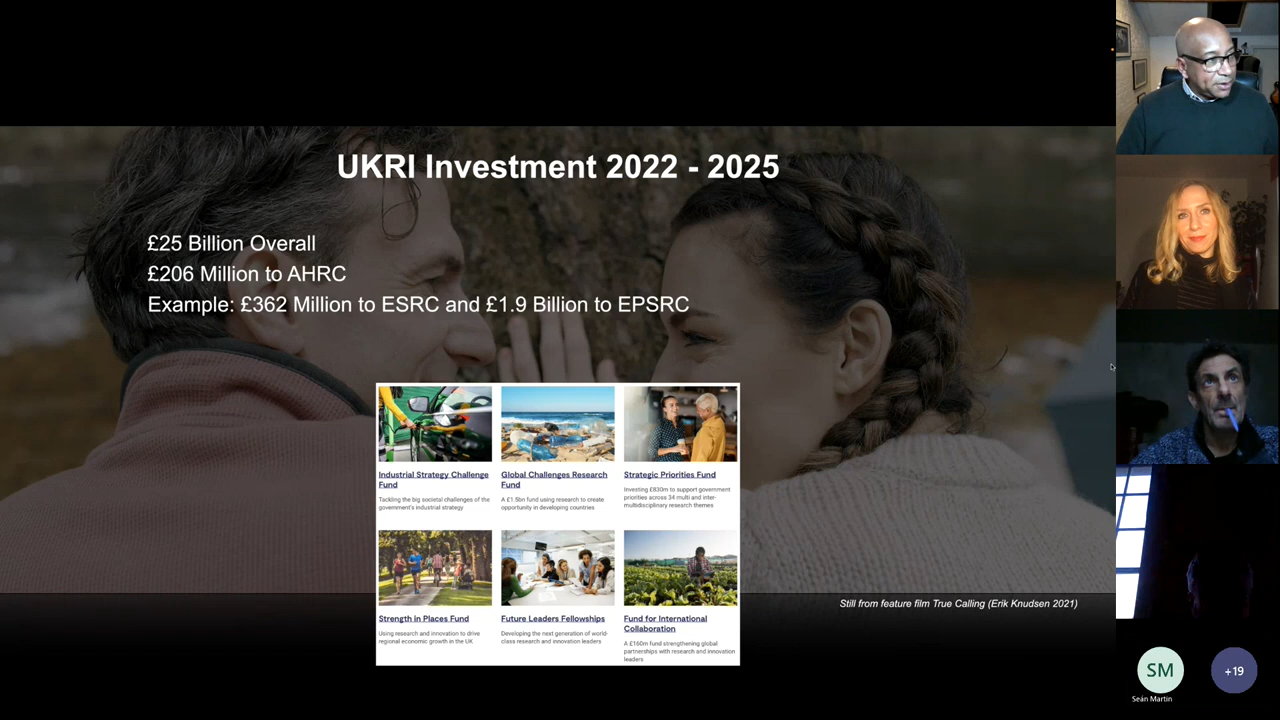 UKRI Investment 2022 - 2025
£25 Billion Overall
£206 Million to AHRC
Example: £362 Million to ESRC and £1.9 Billion to EPSRC
Industrial Strategy Challenge
Fund
Tackling the big societal challenges of the
government's industrial strategy
Global Challenges Research
Fund
A £1.5bn fund using research to create
opportunity in developing countries
Strategic Priorities Fund
Investing £830m to support government
priorities across 34 multi and inter-
multidisciplinary research themes
Strength in Places Fund
Using research and innovation to drive
regional economic growth in the UK
Future Leaders Fellowships
Developing the next generation of world-
class research and innovation leaders
Fund for International
Collaboration
A £160m fund strengthening global
partnerships with research and innovation
leaders
Still from feature film True Calling (Erik Knudsen 2021)
SM
Seán Martin
+19